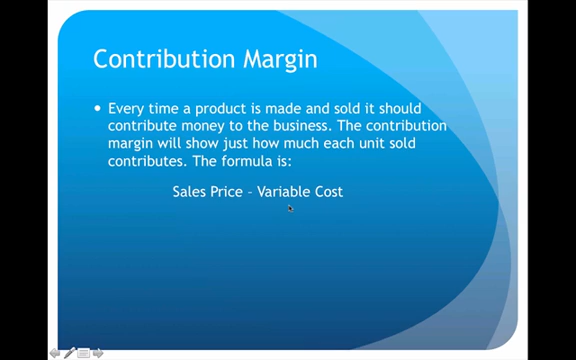 Contribution Margin
• Every time a product is made and sold it should
contribute money to the business. The contribution
margin will show just how much each unit sold
contributes. The formula is:
Sales Price – Variable Cost